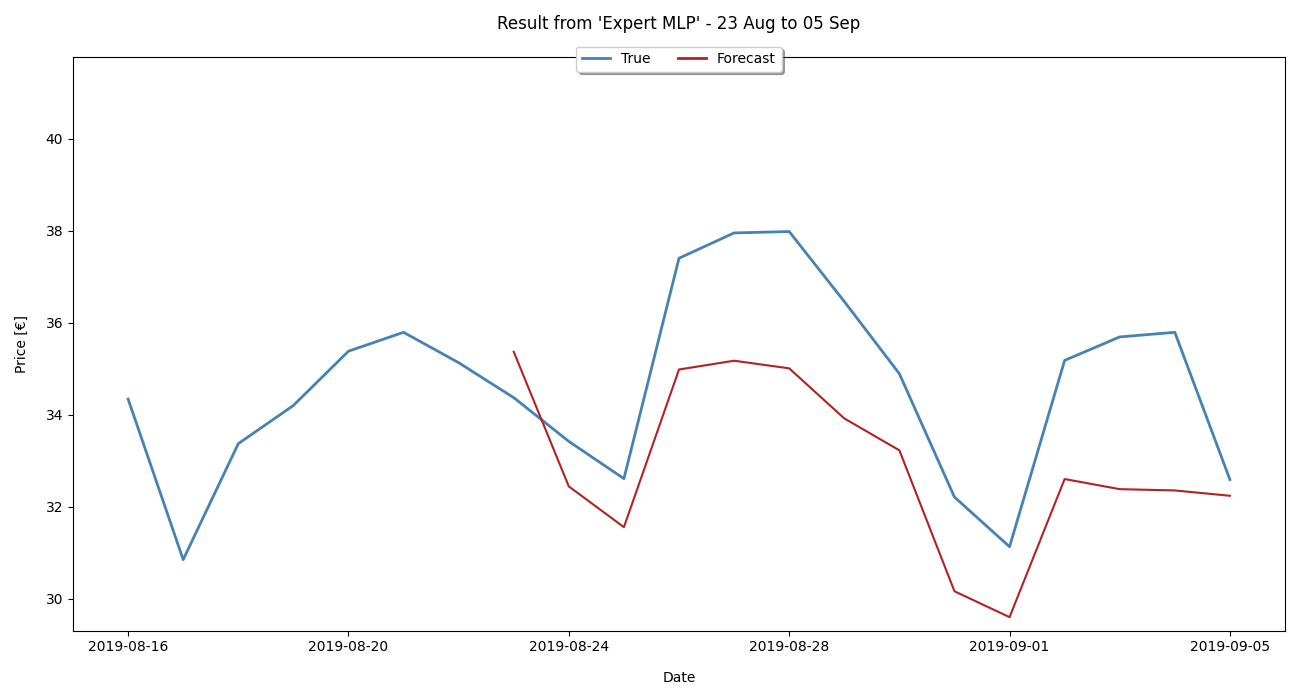 Result from 'Expert MLP' - 23 Aug to 05 Sep
True Forecast
Price [€]
40
38
36
34
32
30
2019-08-16 2019-08-20 2019-08-24 2019-08-28 2019-09-01 2019-09-05
Date